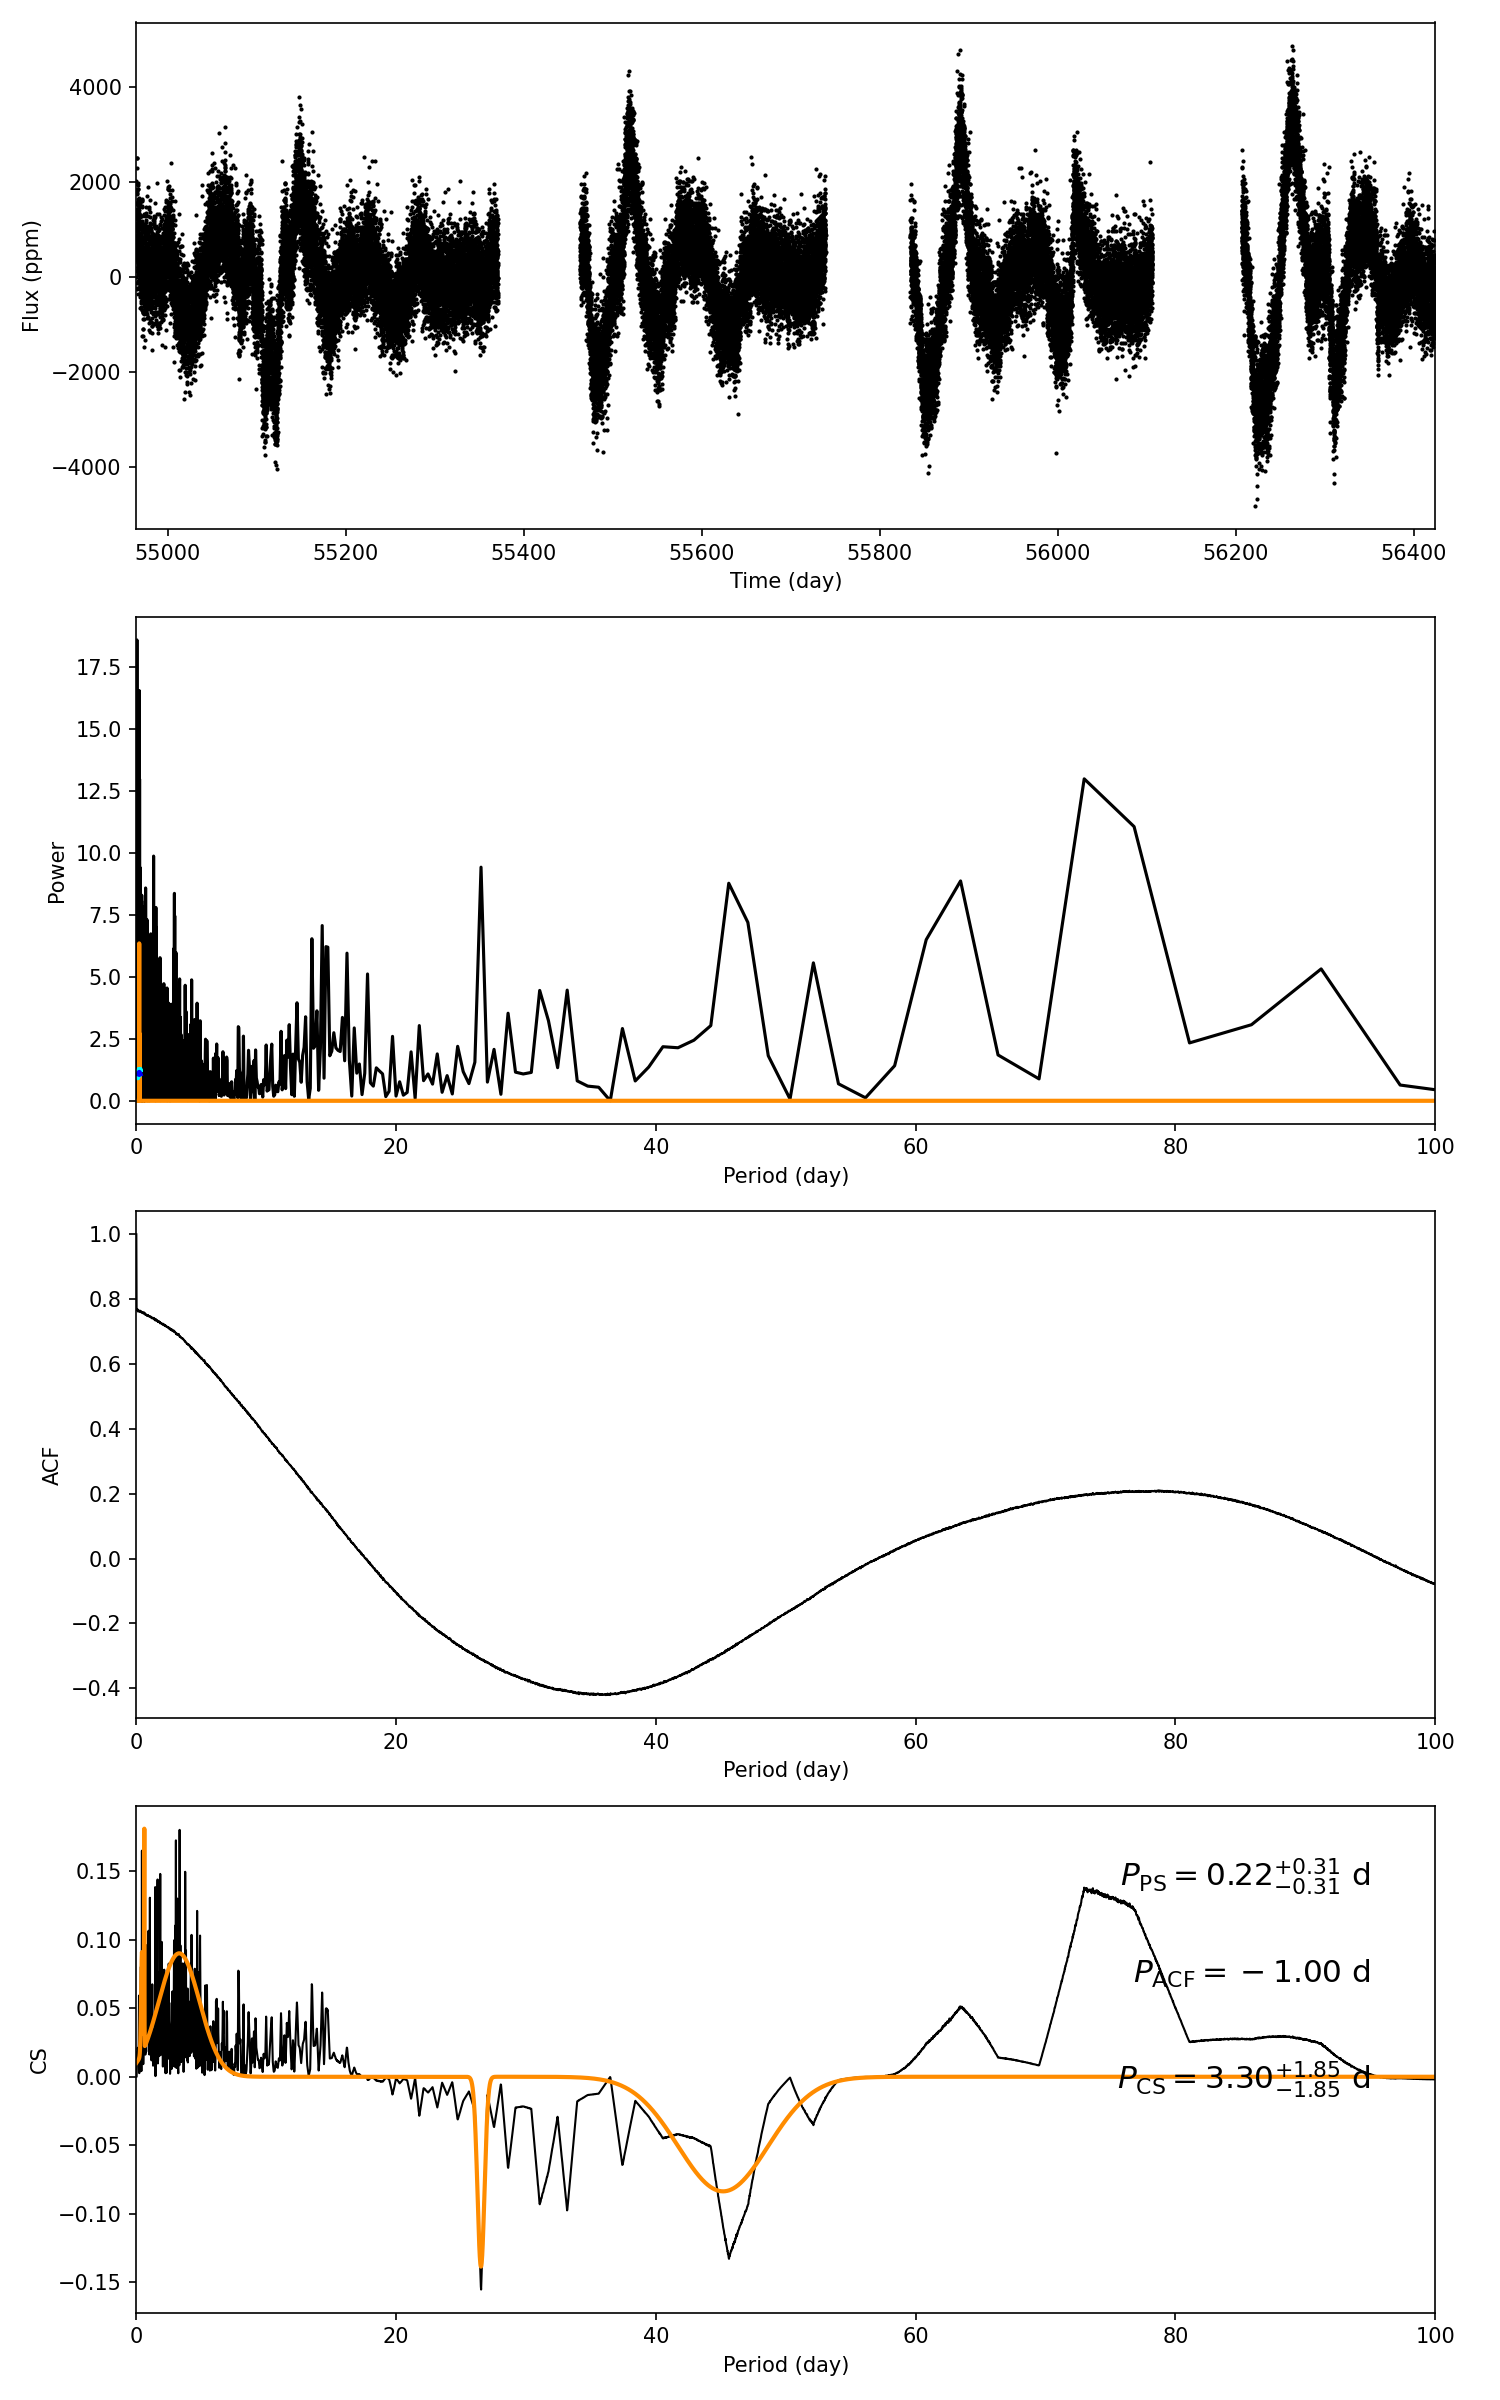 4000
2000
0
−2000
−4000
Flux (ppm)
55000 55200 55400 55600 55800 56000 56200 56400
Time (day)
17.5
15.0
12.5
10.0
7.5
5.0
2.5
0.0
Power
0 20 40 60 80 100
Period (day)
1.0
0.8
0.6
0.4
0.2
0.0
−0.2
−0.4
ACF
0 20 40 60 80 100
Period (day)
0.15
0.10
0.05
0.00
−0.05
−0.10
−0.15
CS
P_PS = 0.22 +0.31 −0.31 d
P_ACF = −1.00 d
P_CS = 3.30 +1.85 −1.85 d
0 20 40 60 80 100
Period (day)